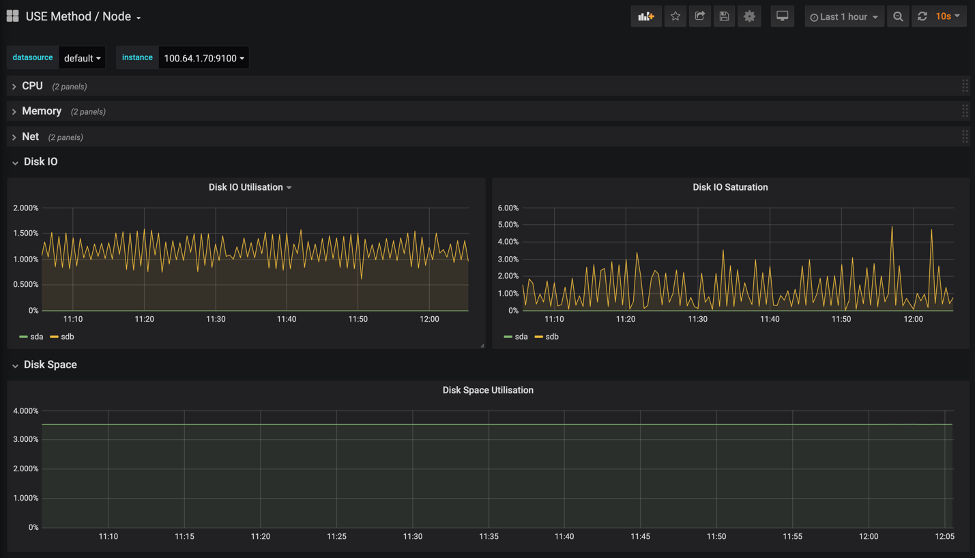 USE Method / Node
Last 1 hour
10s
datasource
default
instance
100.64.1.70:9100
CPU (2 panels)
Memory (2 panels)
Net (2 panels)
Disk IO
Disk IO Utilisation
2.000%
1.500%
1.000%
0.500%
0%
11:10 11:20 11:30 11:40 11:50 12:00
sda sdb
Disk IO Saturation
6.00%
5.00%
4.00%
3.00%
2.00%
1.00%
0%
11:10 11:20 11:30 11:40 11:50 12:00
sda sdb
Disk Space
Disk Space Utilisation
4.000%
3.000%
2.000%
1.000%
0%
11:10 11:15 11:20 11:25 11:30 11:35 11:40 11:45 11:50 11:55 12:00 12:05